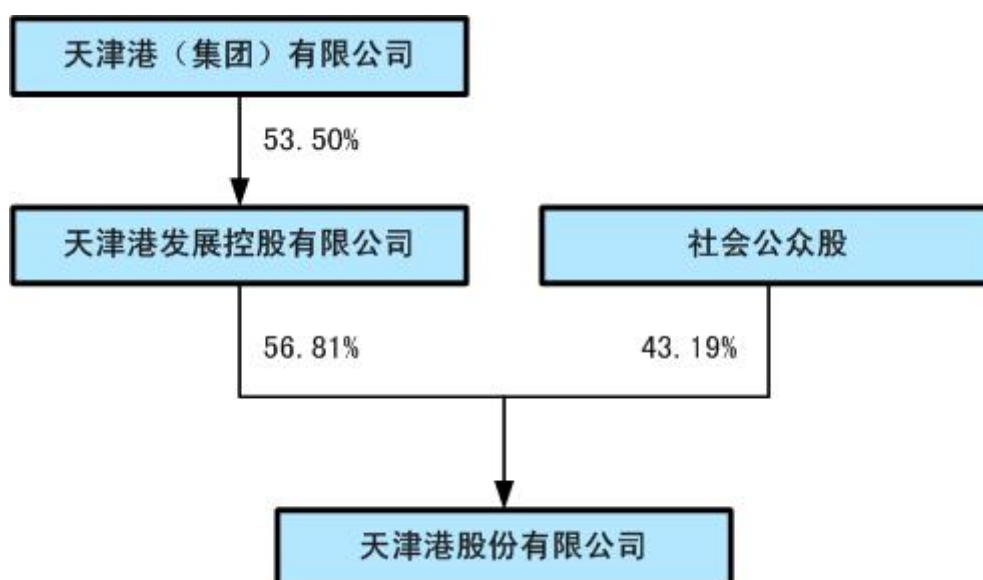 天津港（集团）有限公司
53.50%
天津港发展控股有限公司
社会公众股
56.81%
43.19%
天津港股份有限公司